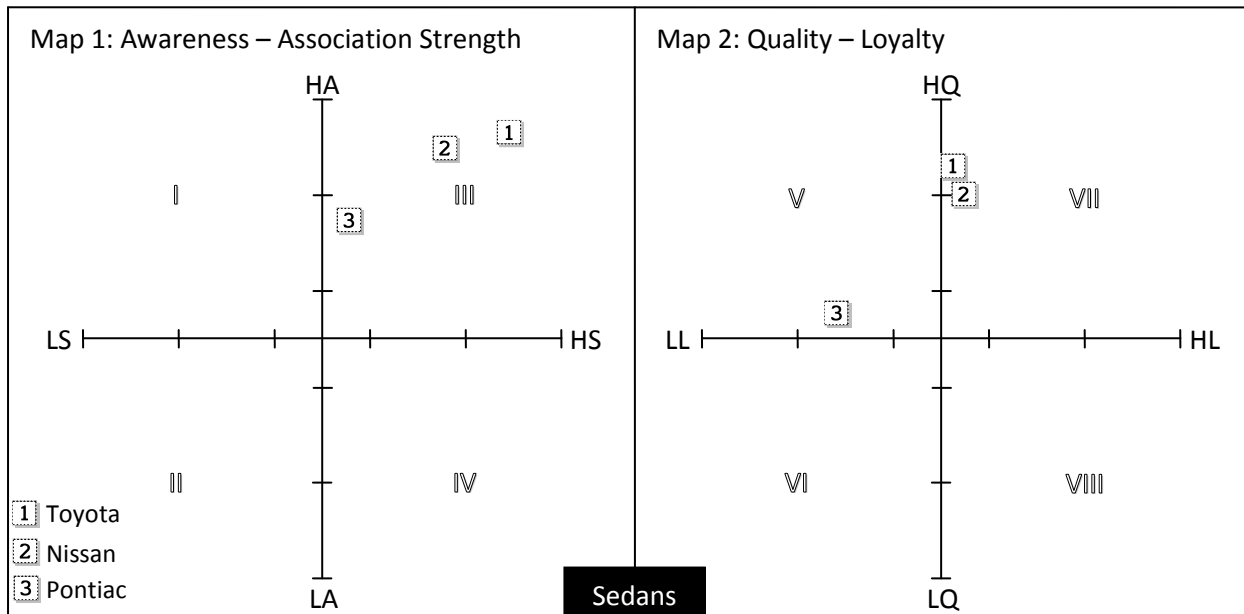 Map 1: Awareness – Association Strength
HA
1
2
I
III
3
LS
HS
II
IV
1 Toyota
2 Nissan
3 Pontiac
LA
Map 2: Quality – Loyalty
HQ
1
2
V
VII
3
LL
HL
VI
VIII
LQ
Sedans